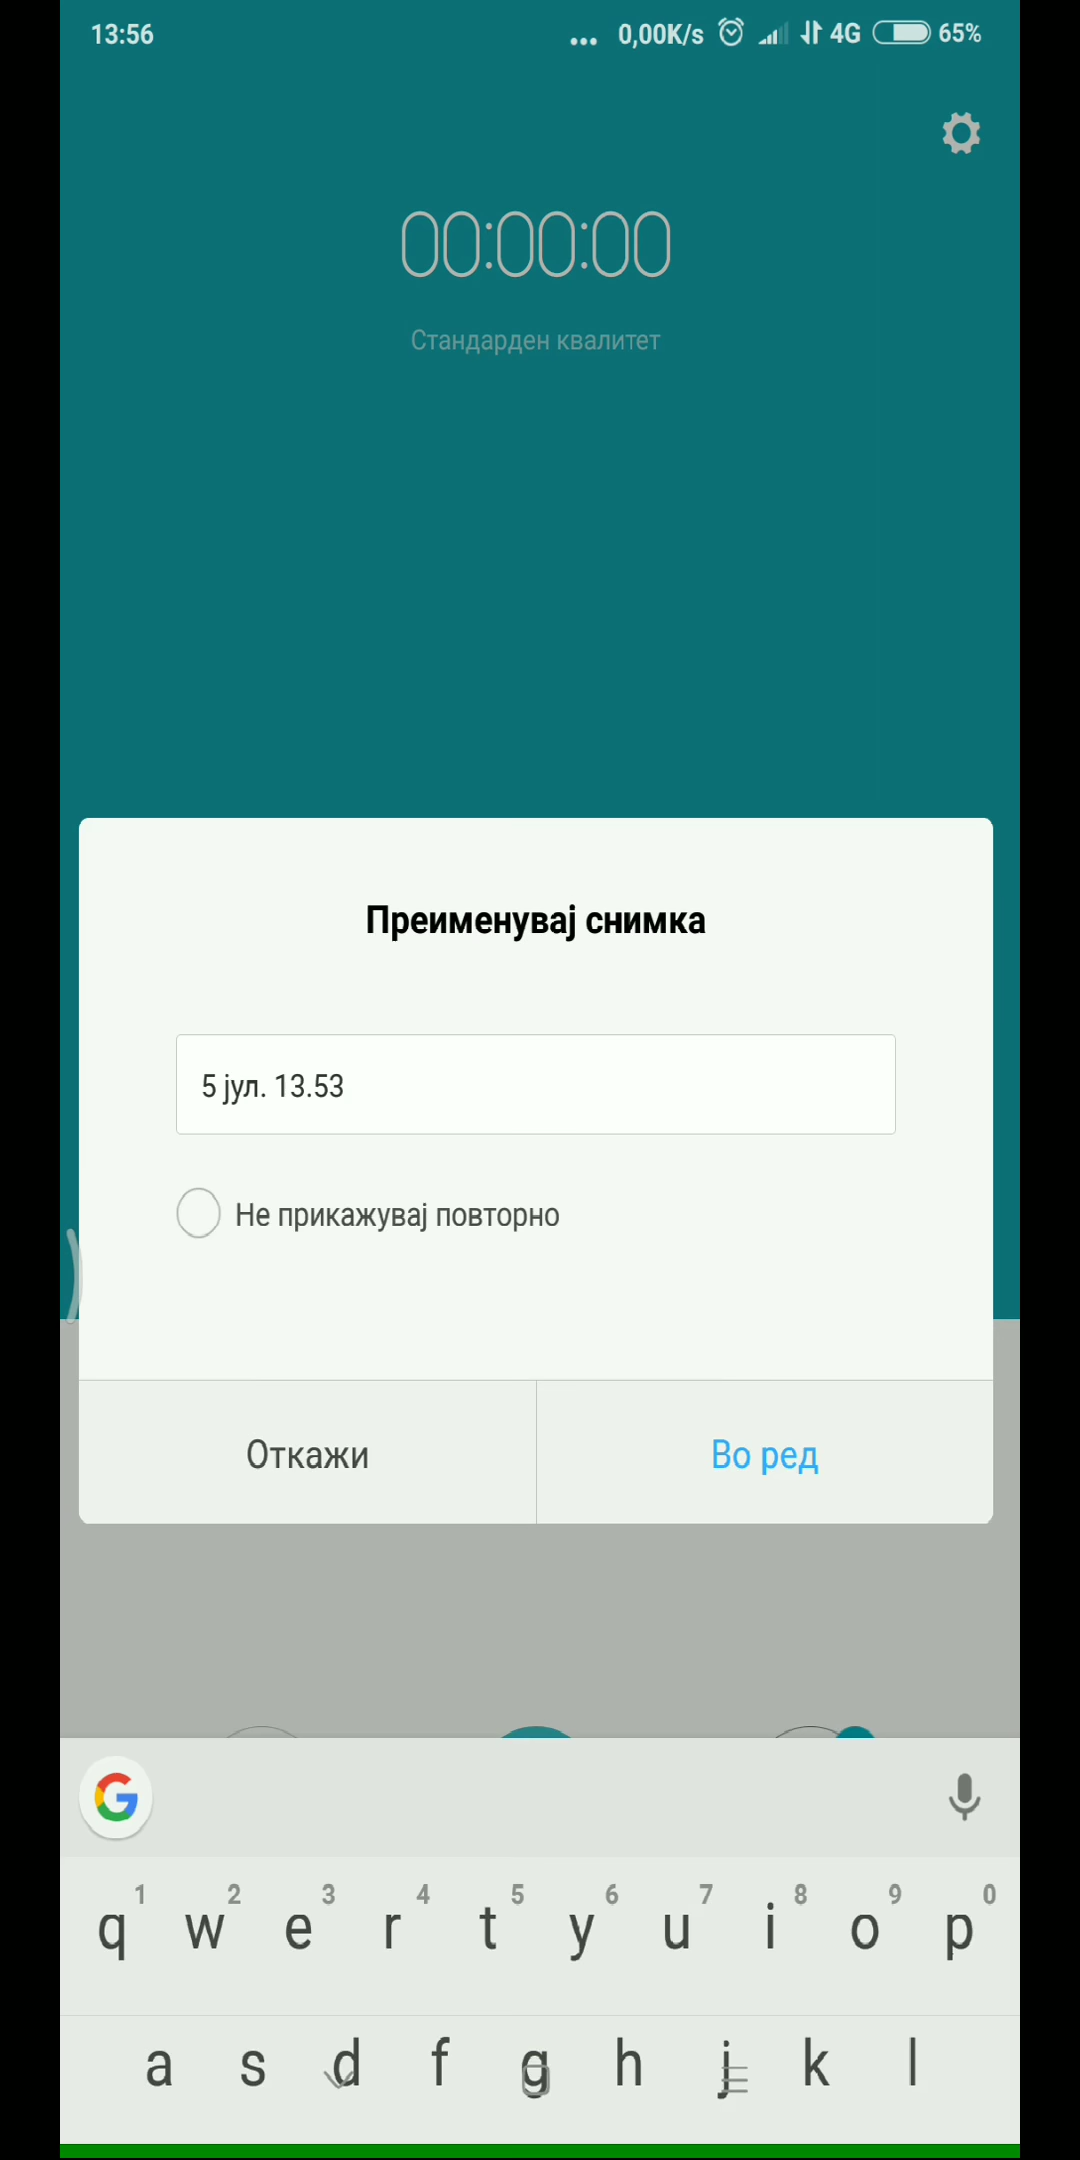 13:56
... 0,00K/s 4G 65%
00:00:00
Стандарден квалитет
Преименувај снимка
5 јул. 13.53
Не прикажувај повторно
Откажи
Во ред
1 2 3 4 5 6 7 8 9 0
q w e r t y u i o p
a s d f g h j k l